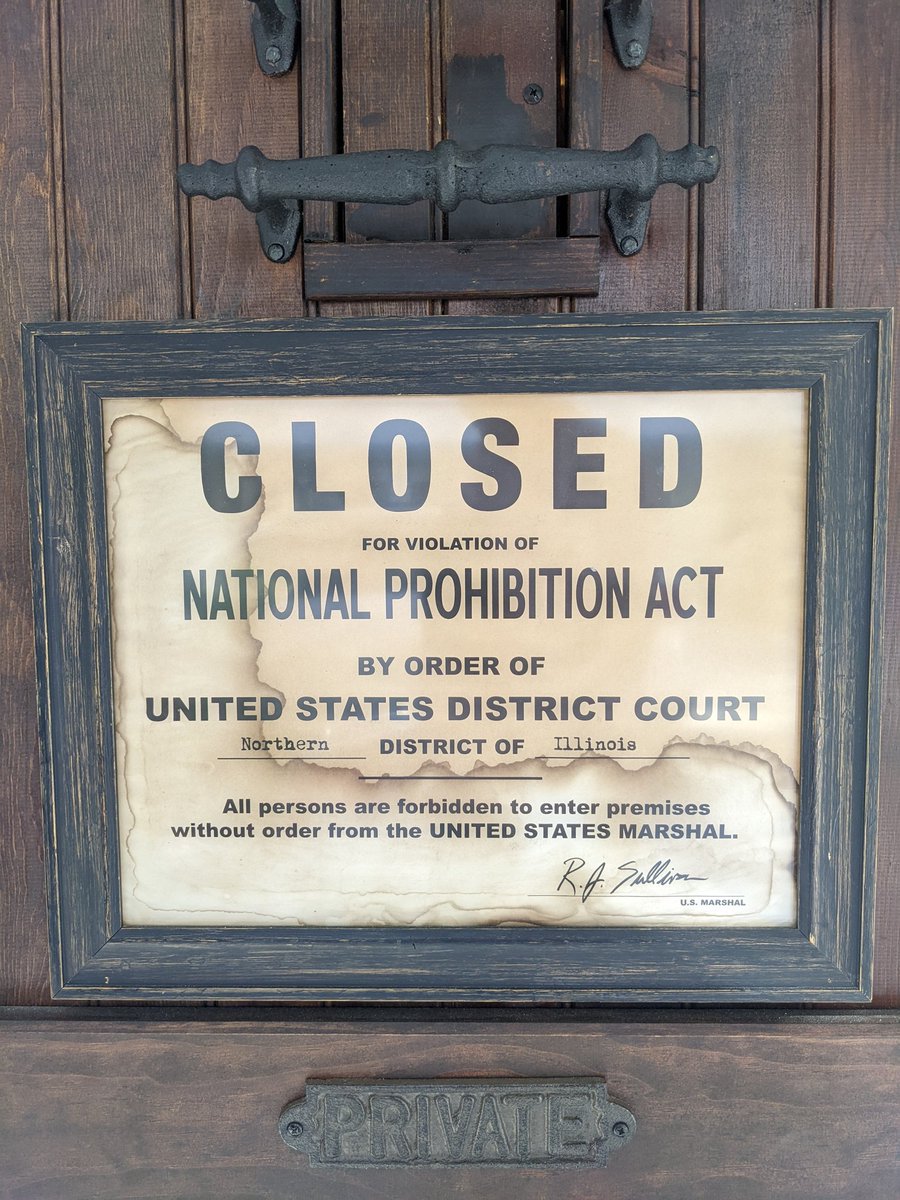 CLOSED
FOR VIOLATION OF
NATIONAL PROHIBITION ACT
BY ORDER OF
UNITED STATES DISTRICT COURT
Northern DISTRICT OF Illinois
All persons are forbidden to enter premises
without order from the UNITED STATES MARSHAL.
R. J. Sullivan
U.S. MARSHAL
PRIVATE